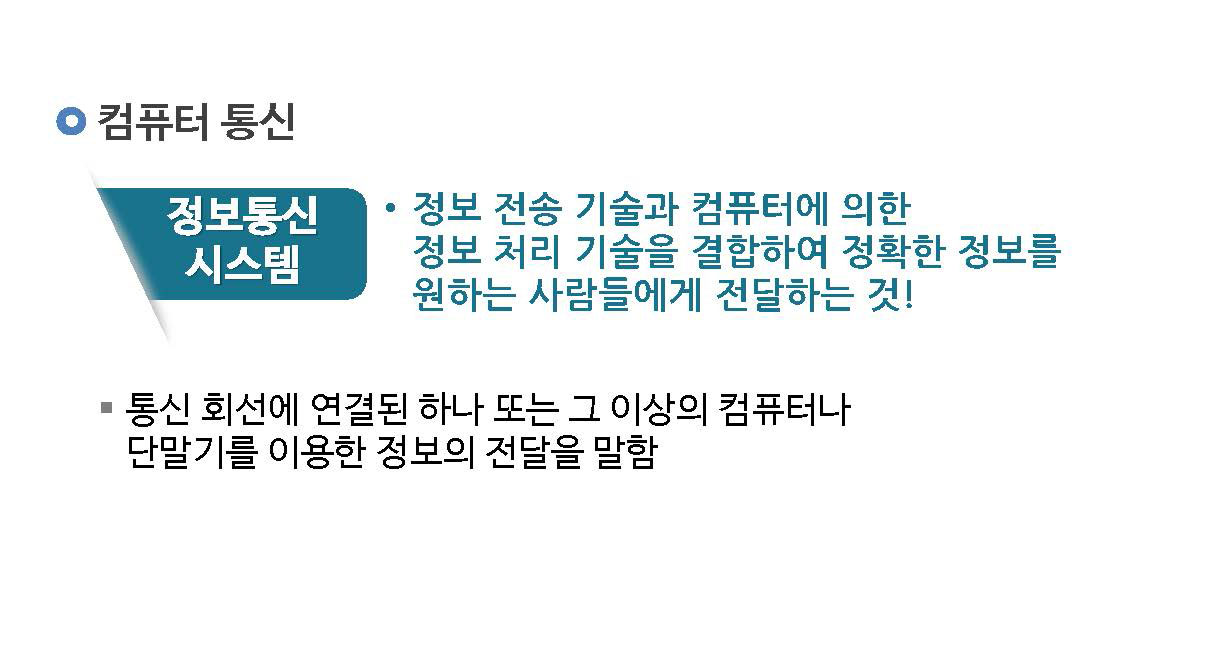 컴퓨터 통신
정보통신
시스템
• 정보 전송 기술과 컴퓨터에 의한
정보 처리 기술을 결합하여 정확한 정보를
원하는 사람들에게 전달하는 것!
▪ 통신 회선에 연결된 하나 또는 그 이상의 컴퓨터나
단말기를 이용한 정보의 전달을 말함